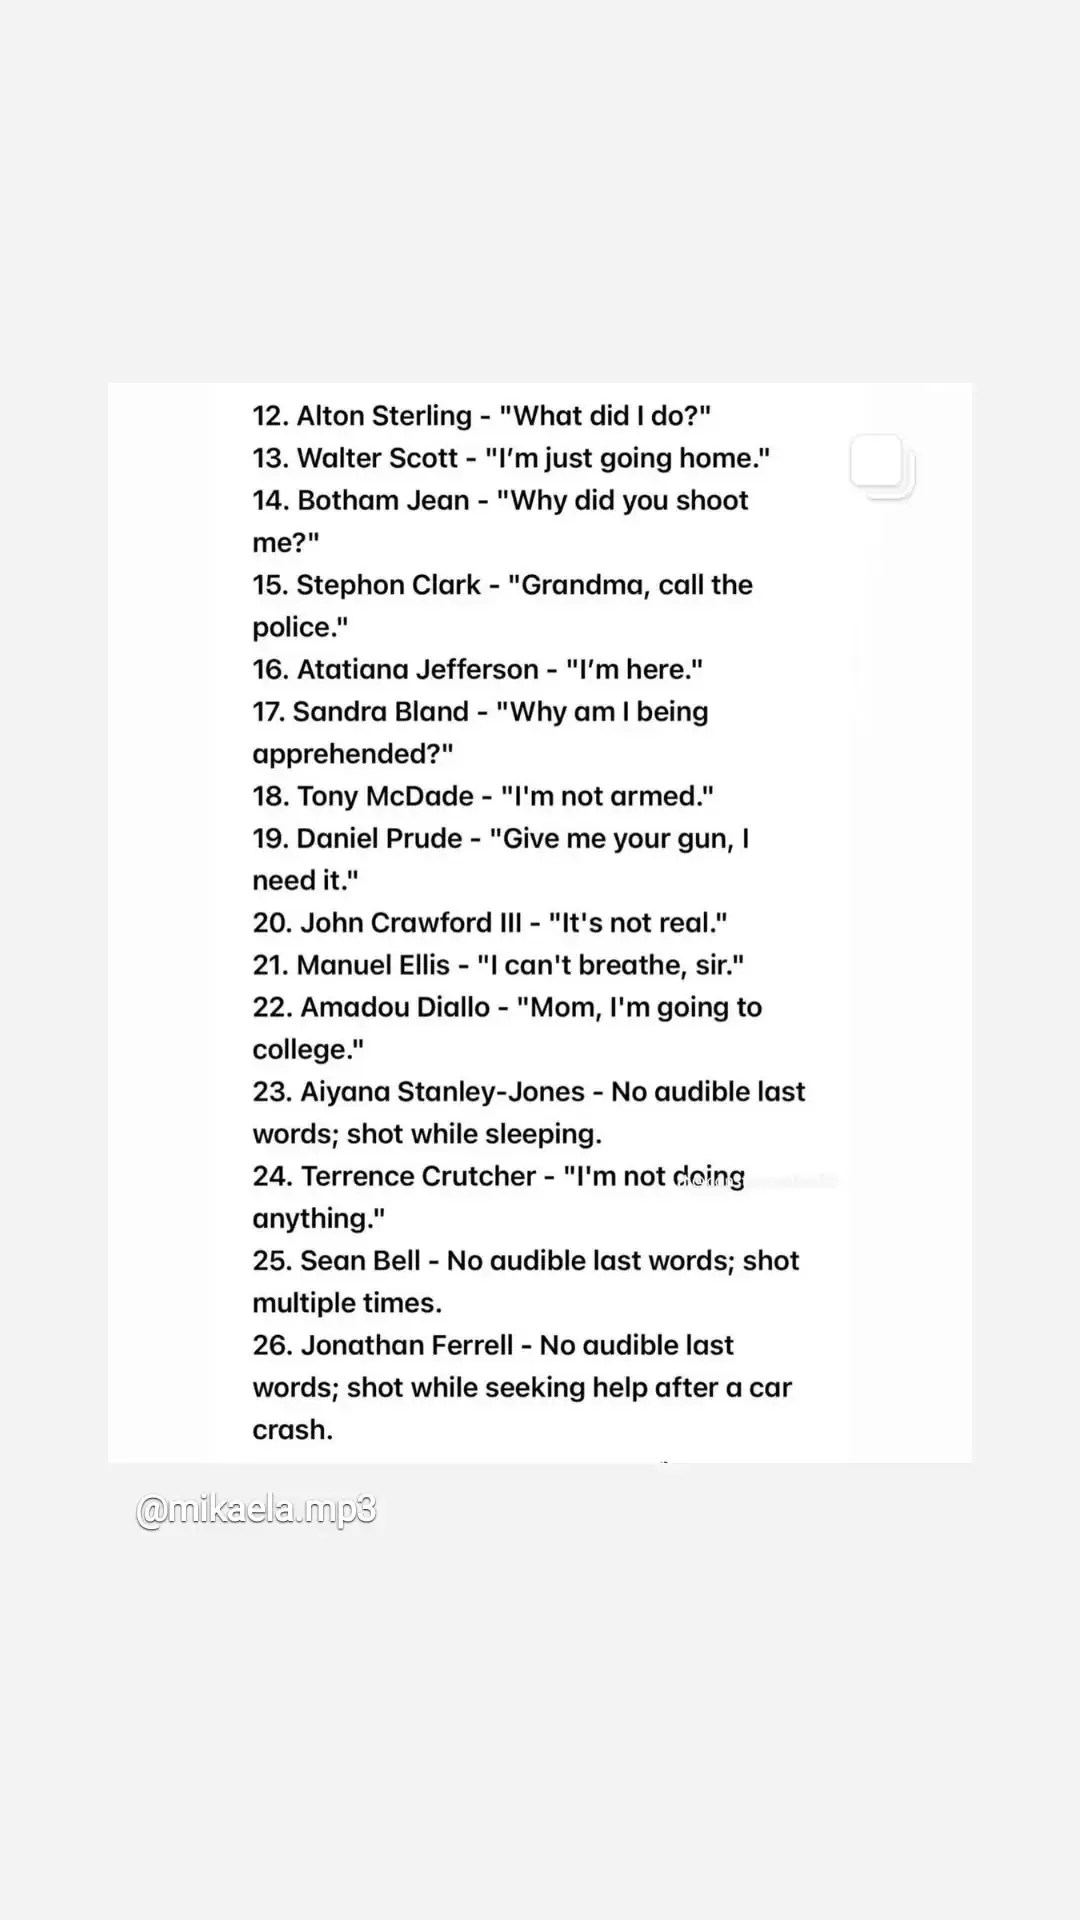 12. Alton Sterling - "What did I do?"
13. Walter Scott - "I’m just going home."
14. Botham Jean - "Why did you shoot
me?"
15. Stephon Clark - "Grandma, call the
police."
16. Atatiana Jefferson - "I’m here."
17. Sandra Bland - "Why am I being
apprehended?"
18. Tony McDade - "I'm not armed."
19. Daniel Prude - "Give me your gun, I
need it."
20. John Crawford III - "It's not real."
21. Manuel Ellis - "I can't breathe, sir."
22. Amadou Diallo - "Mom, I'm going to
college."
23. Aiyana Stanley-Jones - No audible last
words; shot while sleeping.
24. Terrence Crutcher - "I'm not doing
anything."
25. Sean Bell - No audible last words; shot
multiple times.
26. Jonathan Ferrell - No audible last
words; shot while seeking help after a car
crash.
@mikaela.mp3